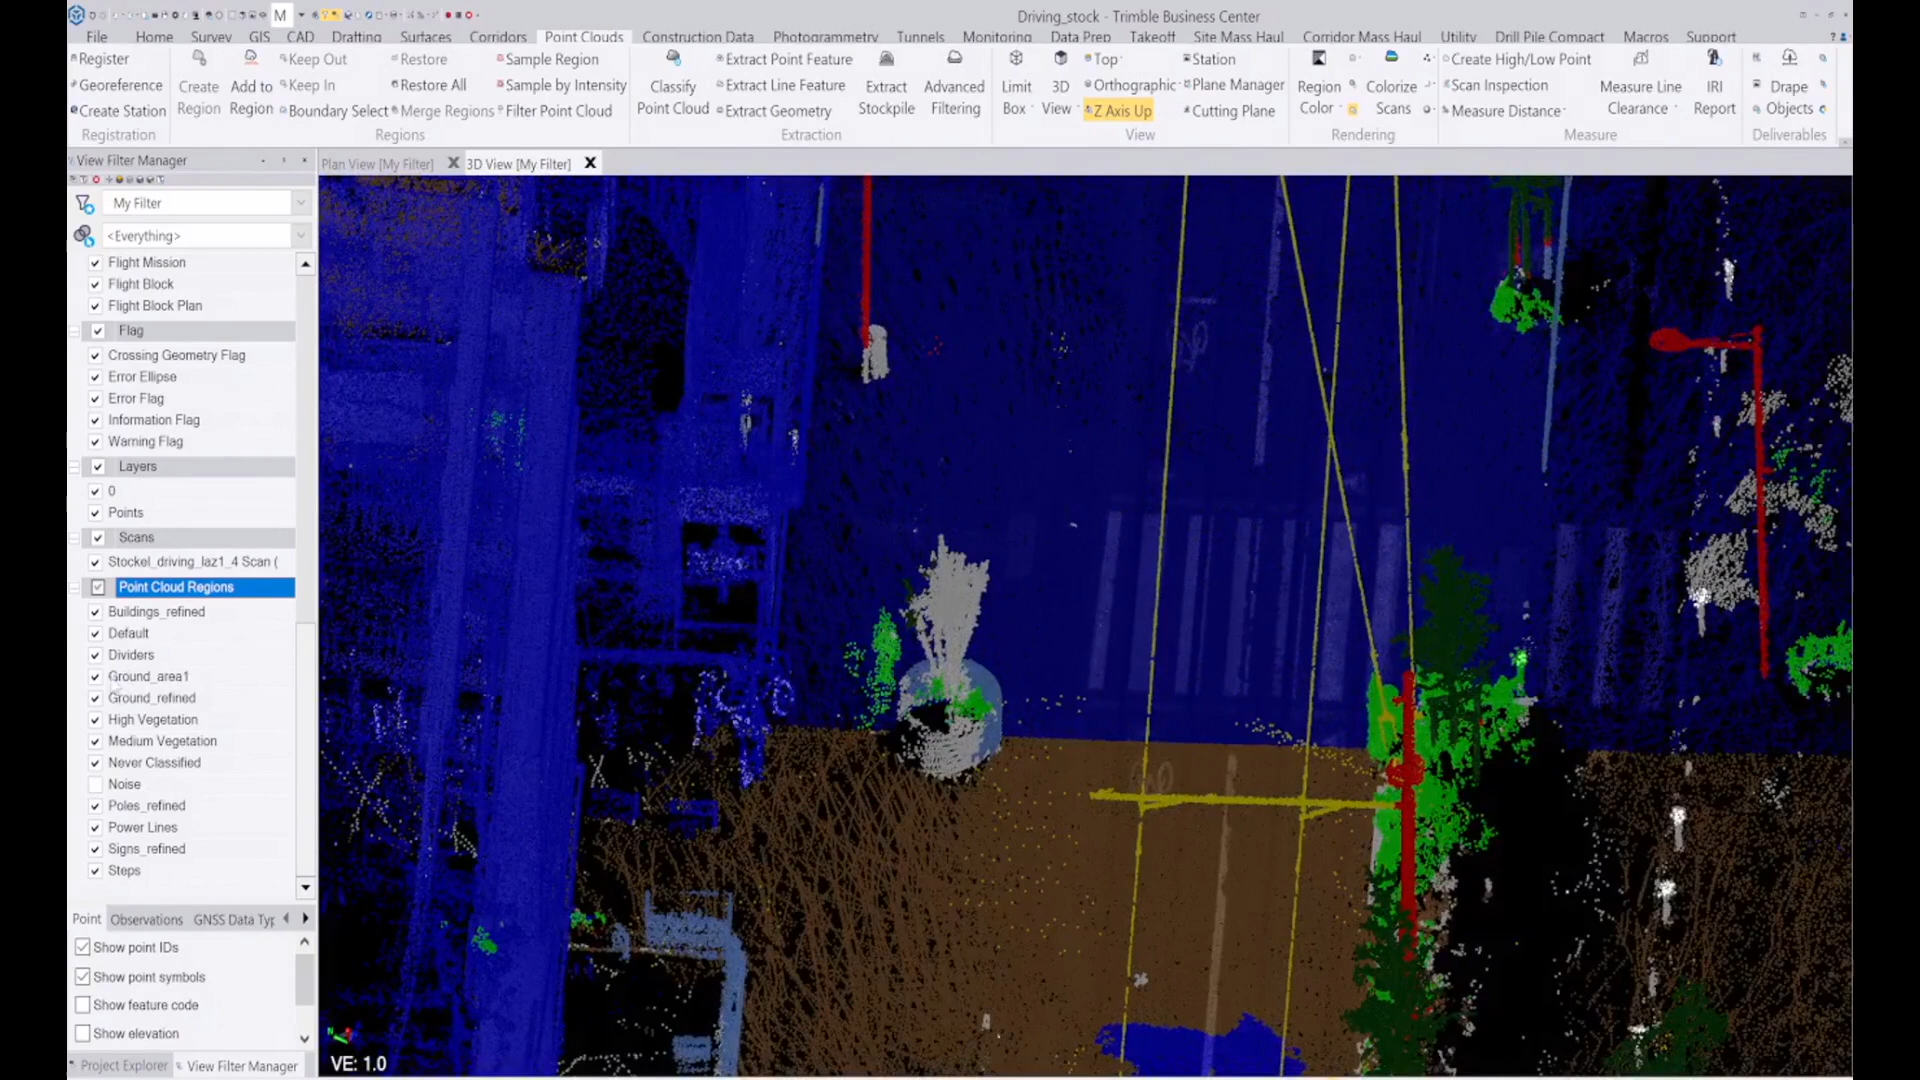 M
Driving_stock - Trimble Business Center
File Home Survey GIS CAD Drafting Surfaces Corridors Point Clouds Construction Data Photogrammetry Tunnels Monitoring Data Prep Takeoff Site Mass Haul Corridor Mass Haul Utility Drill Pile Compact Macros Support
Register
Georeference
Create Station
Registration
Create Region
Add to Region
Keep Out
Keep In
Boundary Select
Restore
Restore All
Merge Regions
Sample Region
Sample by Intensity
Filter Point Cloud
Regions
Classify Point Cloud
Extract Point Feature
Extract Line Feature
Extract Geometry
Extract Stockpile
Advanced Filtering
Extraction
Limit Box
3D View
Top
Orthographic
Z Axis Up
Station
Plane Manager
Cutting Plane
View
Region Color
Colorize Scans
Rendering
Create High/Low Point
Scan Inspection
Measure Distance
Measure Line Clearance
IRI Report
Measure
Drape Objects
Deliverables
View Filter Manager
Plan View [My Filter] X
3D View [My Filter] X
My Filter
<Everything>
Flight Mission
Flight Block
Flight Block Plan
Flag
Crossing Geometry Flag
Error Ellipse
Error Flag
Information Flag
Warning Flag
Layers
0
Points
Scans
Stockel_driving_laz1_4 Scan (
Point Cloud Regions
Buildings_refined
Default
Dividers
Ground_area1
Ground_refined
High Vegetation
Medium Vegetation
Never Classified
Noise
Poles_refined
Power Lines
Signs_refined
Steps
Point Observations GNSS Data Typ
Show point IDs
Show point symbols
Show feature code
Show elevation
Project Explorer View Filter Manager
VE: 1.0